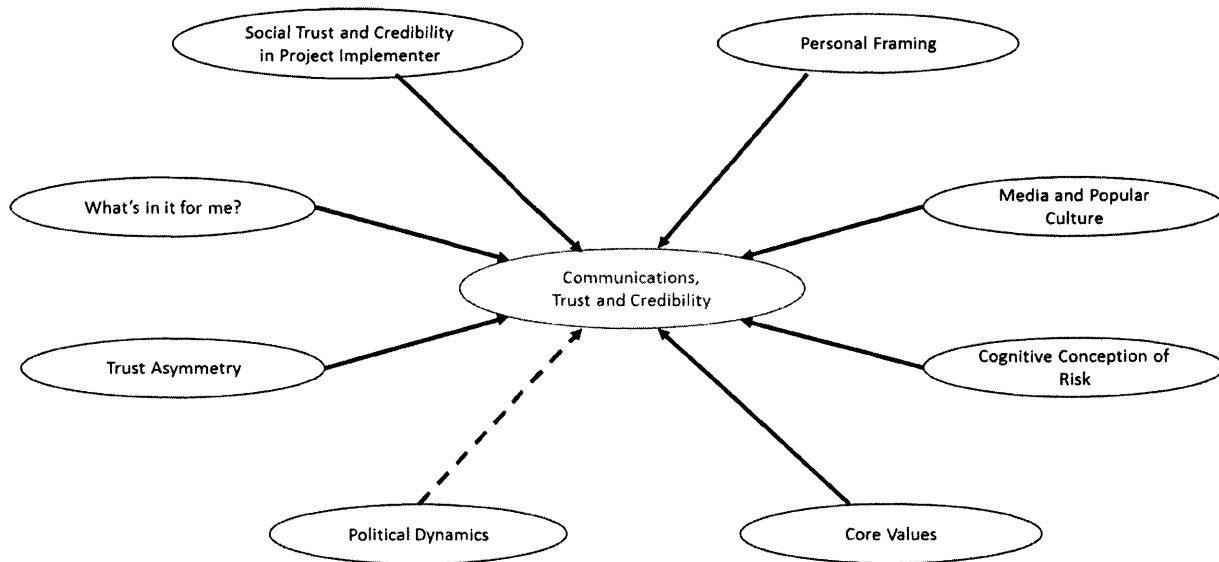 Social Trust and Credibility
in Project Implementer
Personal Framing
What's in it for me?
Media and Popular
Culture
Communications,
Trust and Credibility
Trust Asymmetry
Cognitive Conception of
Risk
Political Dynamics
Core Values